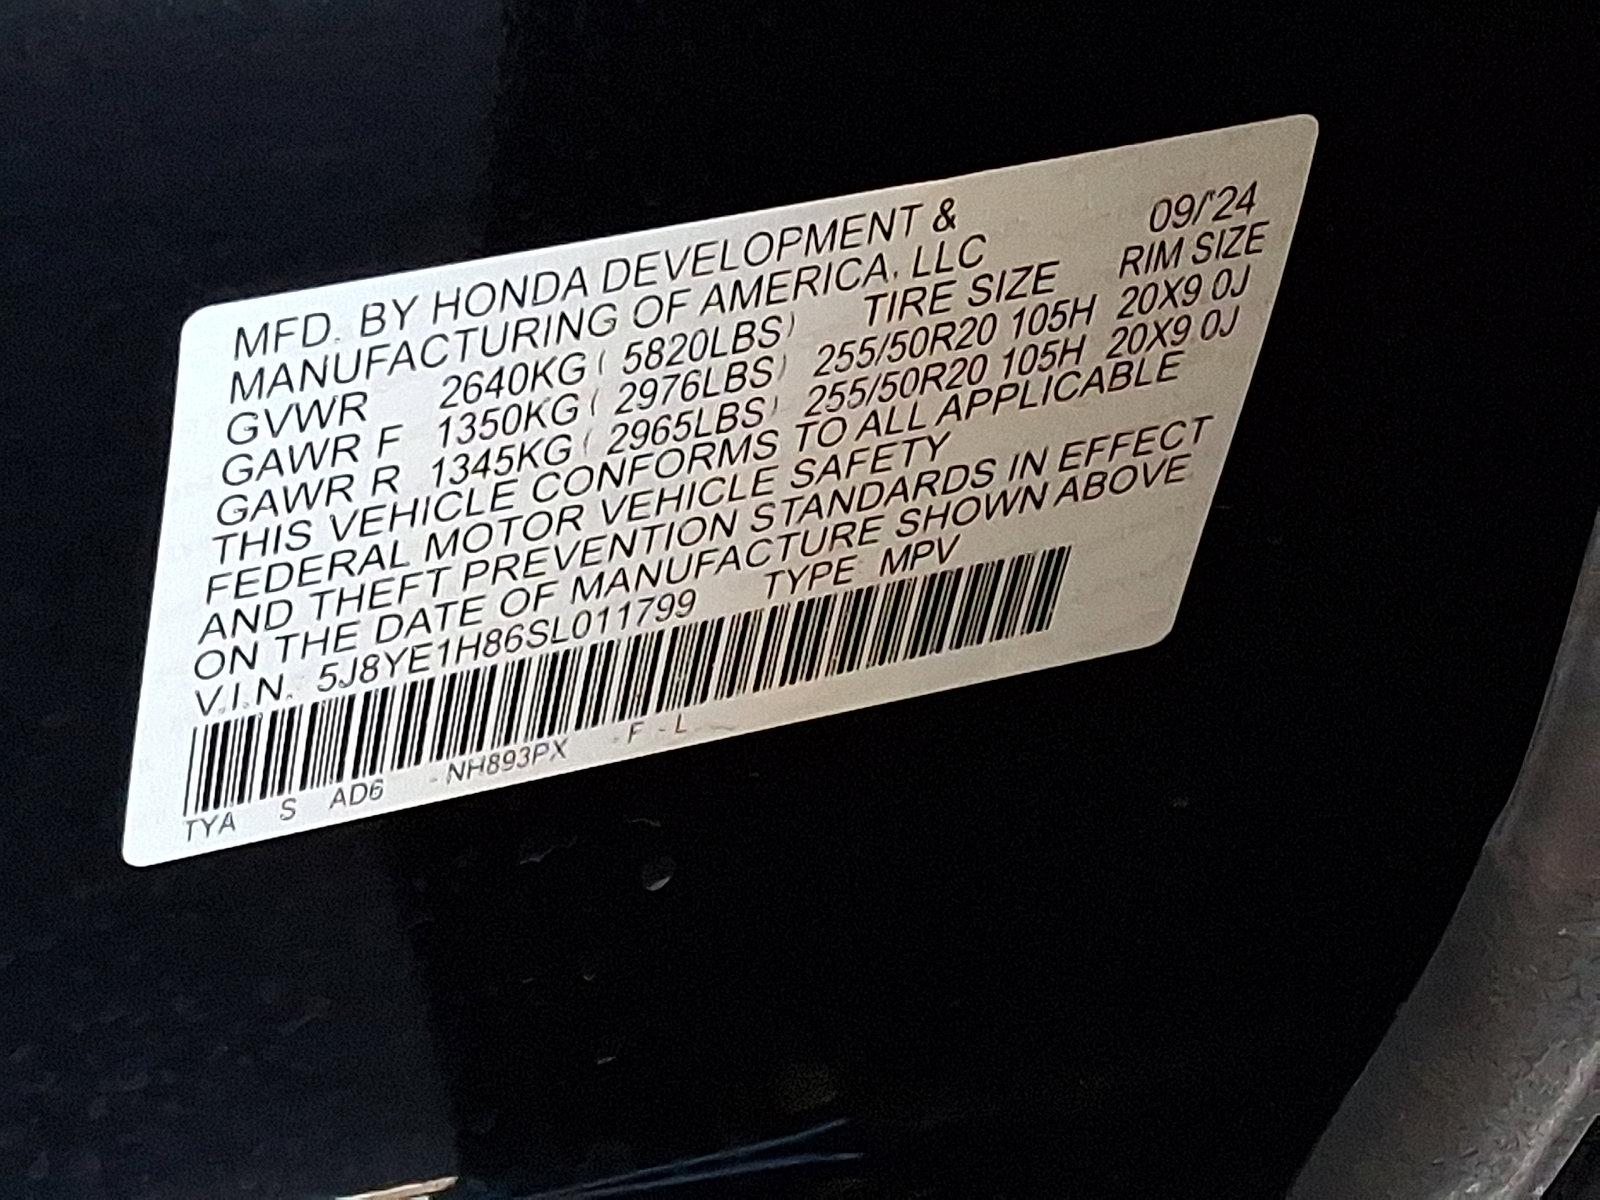 MFD. BY HONDA DEVELOPMENT & 09/'24
MANUFACTURING OF AMERICA, LLC
TIRE SIZE RIM SIZE
GVWR 2640KG ( 5820LBS)
GAWR F 1350KG ( 2976LBS) 255/50R20 105H 20X9.0J
GAWR R 1345KG ( 2965LBS) 255/50R20 105H 20X9.0J
THIS VEHICLE CONFORMS TO ALL APPLICABLE
FEDERAL MOTOR VEHICLE SAFETY
AND THEFT PREVENTION STANDARDS IN EFFECT
ON THE DATE OF MANUFACTURE SHOWN ABOVE
V.I.N. 5J8YE1H86SL011799 TYPE MPV
TYA S AD6 - NH893PX - F - L